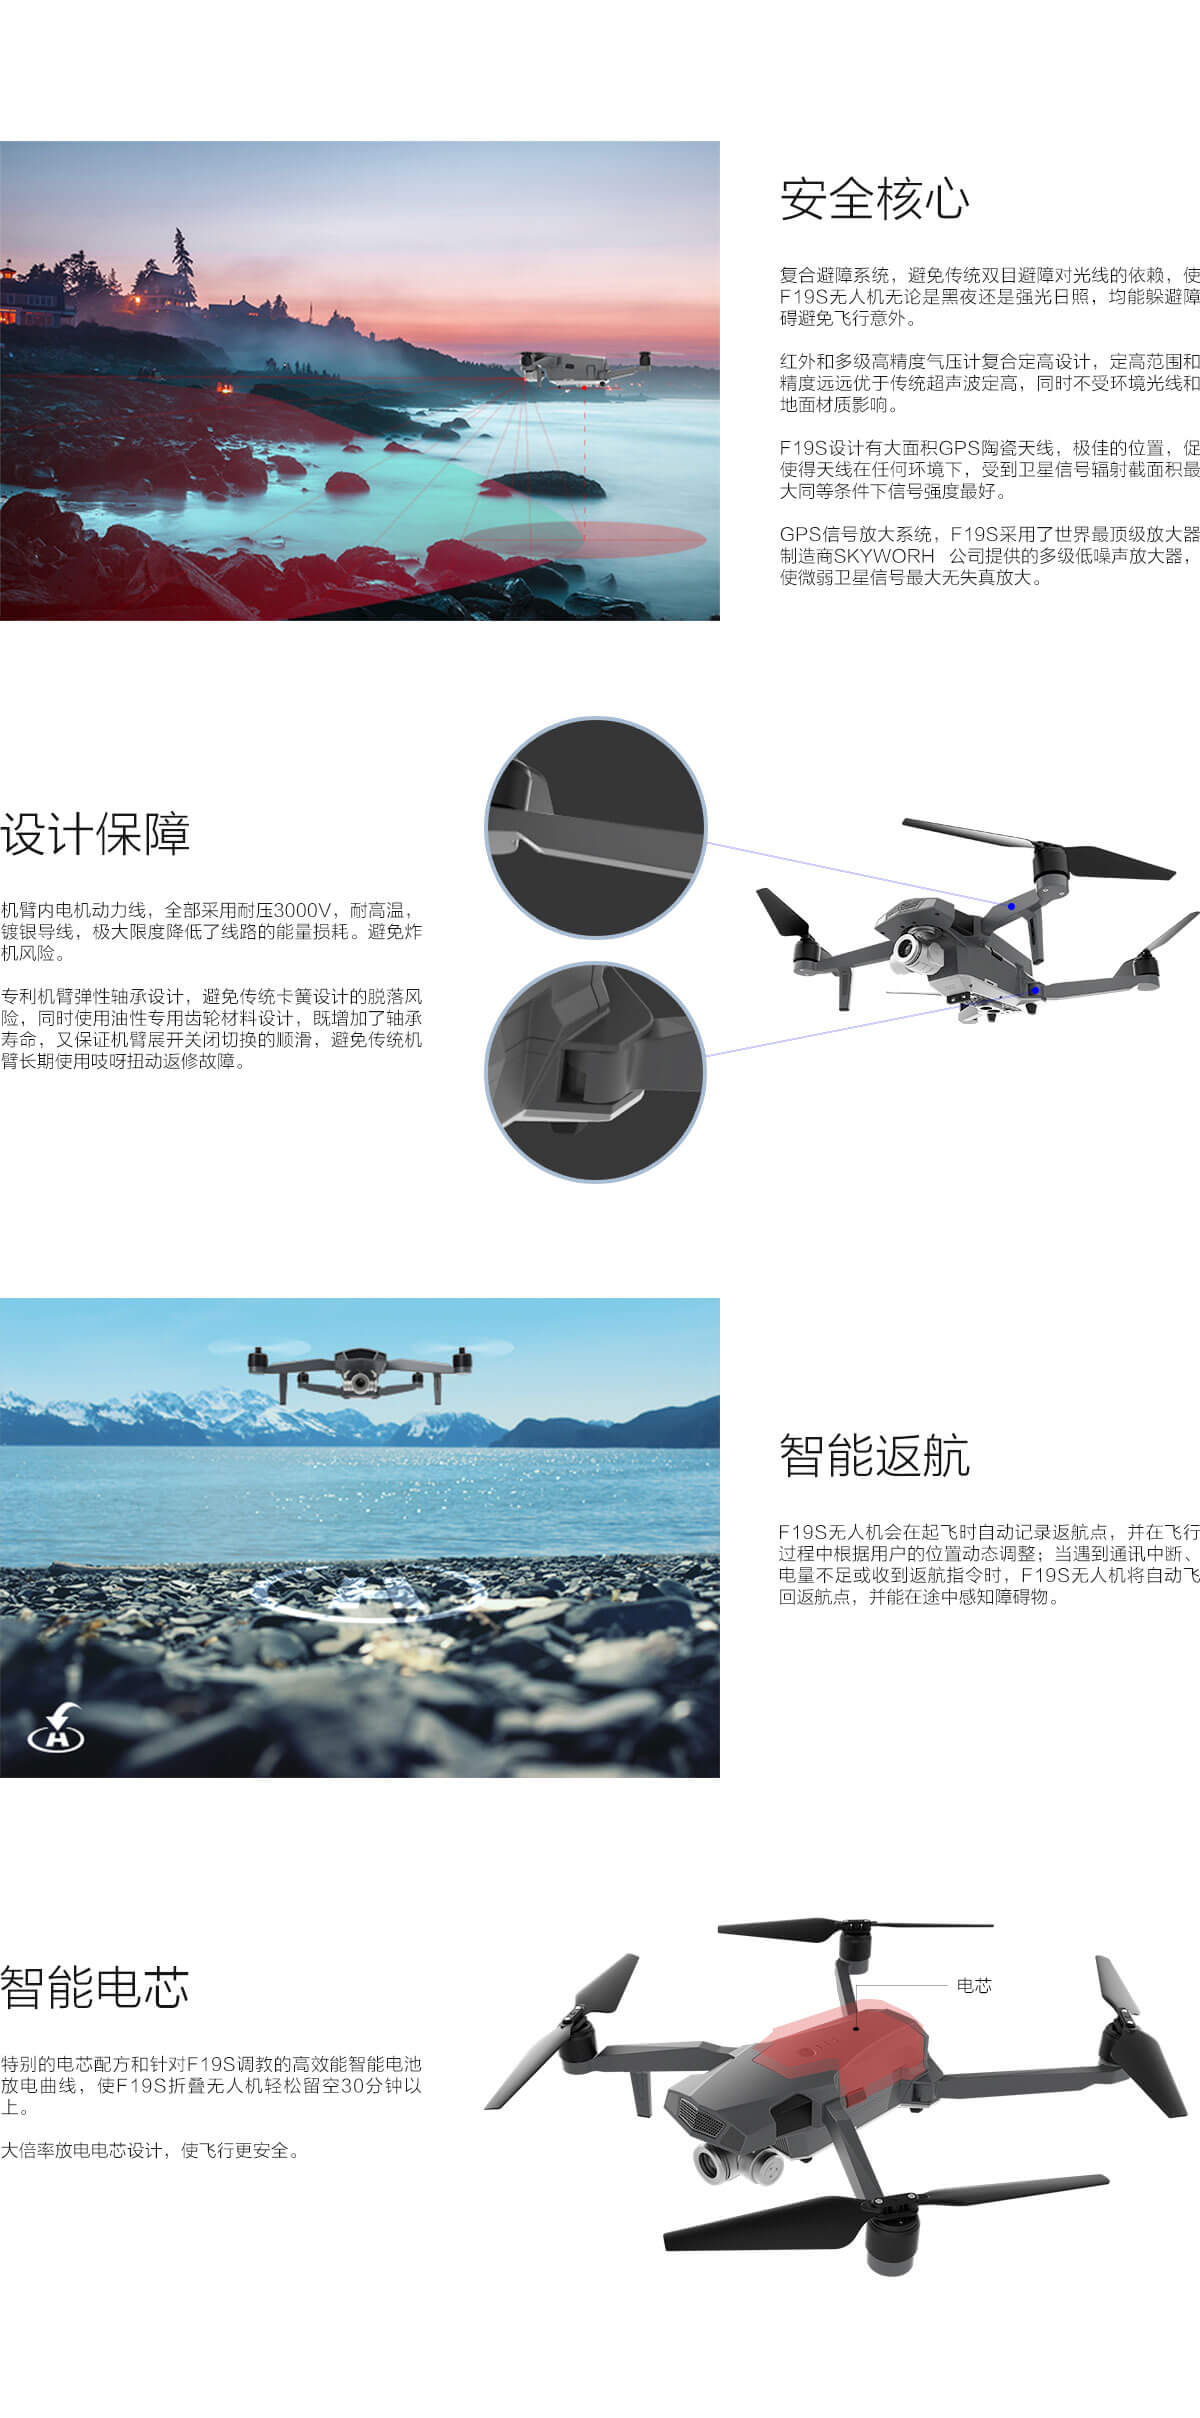 安全核心
复合避障系统，避免传统双目避障对光线的依赖，使
F19S无人机无论是黑夜还是强光日照，均能躲避障
碍避免飞行意外。
红外和多级高精度气压计复合定高设计，定高范围和
精度远远优于传统超声波定高，同时不受环境光线和
地面材质影响。
F19S设计有大面积GPS陶瓷天线，极佳的位置，促
使得天线在任何环境下，受到卫星信号辐射截面积最
大同等条件下信号强度最好。
GPS信号放大系统，F19S采用了世界最顶级放大器
制造商SKYWORH 公司提供的多级低噪声放大器，
使微弱卫星信号最大无失真放大。
设计保障
机臂内电机动力线，全部采用耐压3000V，耐高温，
镀银导线，极大限度降低了线路的能量损耗。避免炸
机风险。
专利机臂弹性轴承设计，避免传统卡簧设计的脱落风
险，同时使用油性专用齿轮材料设计，既增加了轴承
寿命，又保证机臂展开关闭切换的顺滑，避免传统机
臂长期使用吱呀扭动返修故障。
智能返航
F19S无人机会在起飞时自动记录返航点，并在飞行
过程中根据用户的位置动态调整；当遇到通讯中断、
电量不足或收到返航指令时，F19S无人机将自动飞
回返航点，并能在途中感知障碍物。
H
智能电芯
特别的电芯配方和针对F19S调教的高效能智能电池
放电曲线，使F19S折叠无人机轻松留空30分钟以
上。
大倍率放电电芯设计，使飞行更安全。
电芯